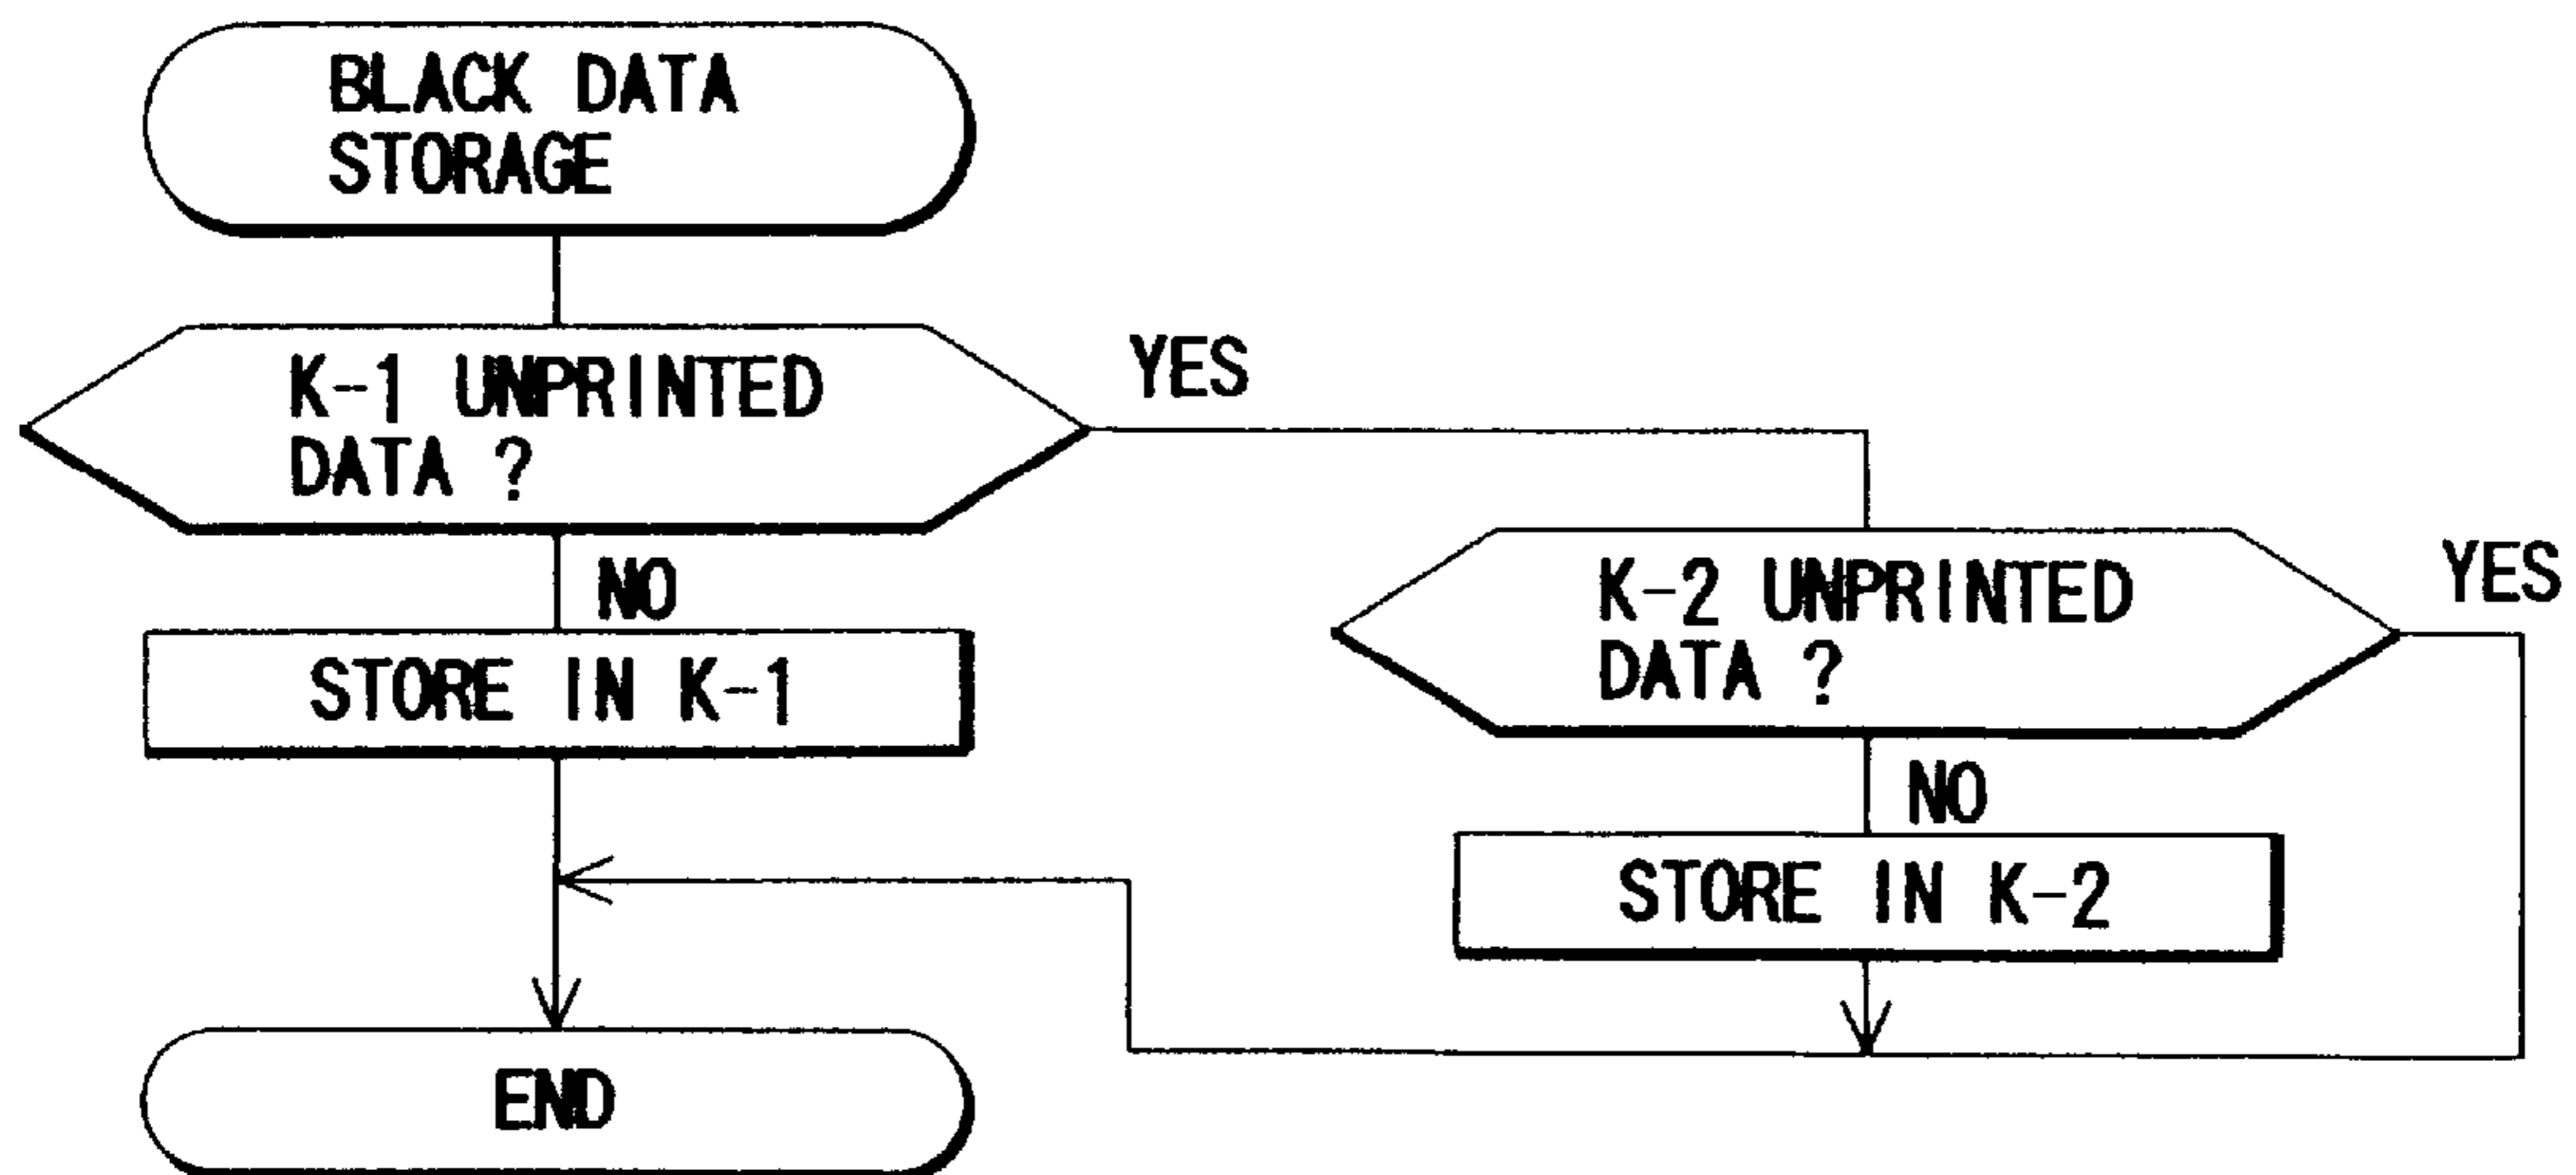 BLACK DATA
STORAGE
K-1 UNPRINTED
DATA ?
YES
NO
STORE IN K-1
K-2 UNPRINTED
DATA ?
YES
NO
STORE IN K-2
END